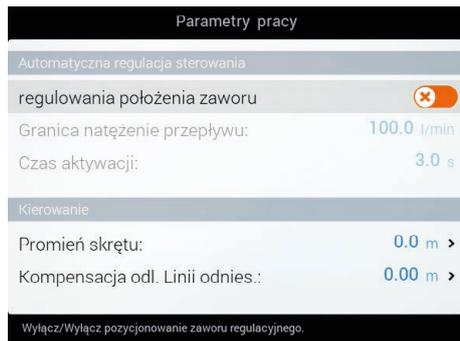 Parametry pracy
Automatyczna regulacja sterowania
regulowania położenia zaworu
Granica natężenie przepływu: 100.0 l/min
Czas aktywacji: 3.0 s
Kierowanie
Promień skrętu: 0.0 m >
Kompensacja odl. Linii odnies.: 0.00 m >
Wyłącz/Wyłącz pozycjonowanie zaworu regulacyjnego.